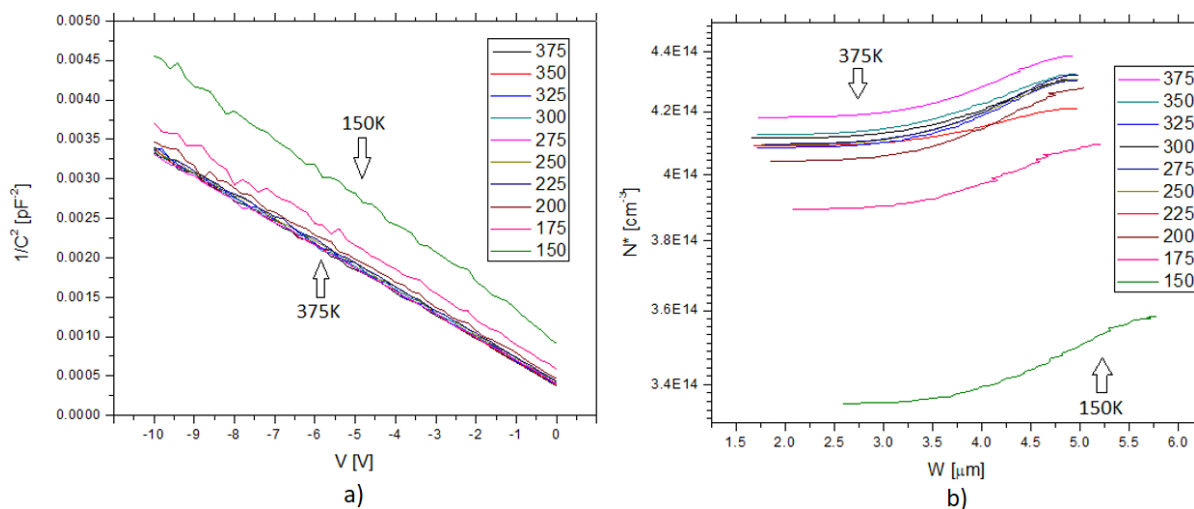 0.0050
0.0045
0.0040
0.0035
0.0030
0.0025
0.0020
0.0015
0.0010
0.0005
0.0000
1/C² [pF⁻²]
-10 -9 -8 -7 -6 -5 -4 -3 -2 -1 0
V [V]
150K
375K
375
350
325
300
275
250
225
200
175
150
a)
4.4E14
4.2E14
4E14
3.8E14
3.6E14
3.4E14
N* [cm⁻³]
1.5 2.0 2.5 3.0 3.5 4.0 4.5 5.0 5.5 6.0
W [μm]
375K
150K
375
350
325
300
275
250
225
200
175
150
b)